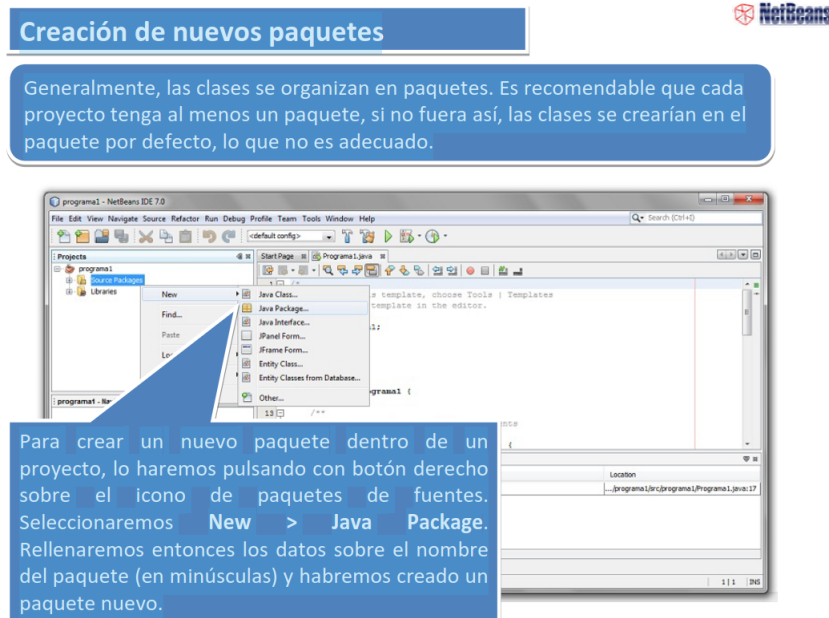 Creación de nuevos paquetes
NetBeans
Generalmente, las clases se organizan en paquetes. Es recomendable que cada
proyecto tenga al menos un paquete, si no fuera así, las clases se crearían en el
paquete por defecto, lo que no es adecuado.
programa1 - NetBeans IDE 7.0
File Edit View Navigate Source Refactor Run Debug Profile Team Tools Window Help
Search (Ctrl+I)
<default config>
Projects
Start Page
Programa1.java
programa1
Source Packages
Libraries
1 /*
New
Find...
Paste
Java Class...
Java Package...
Java Interface...
JPanel Form...
JFrame Form...
Entity Class...
Entity Classes from Database...
Other...
s template, choose Tools | Templates
template in the editor.
1;
programa1 {
13 /**
{
Location
.../programa1/src/programa1/Programa1.java:17
1|1 INS
Para crear un nuevo paquete dentro de un
proyecto, lo haremos pulsando con botón derecho
sobre el icono de paquetes de fuentes.
Seleccionaremos New > Java Package.
Rellenaremos entonces los datos sobre el nombre
del paquete (en minúsculas) y habremos creado un
paquete nuevo.